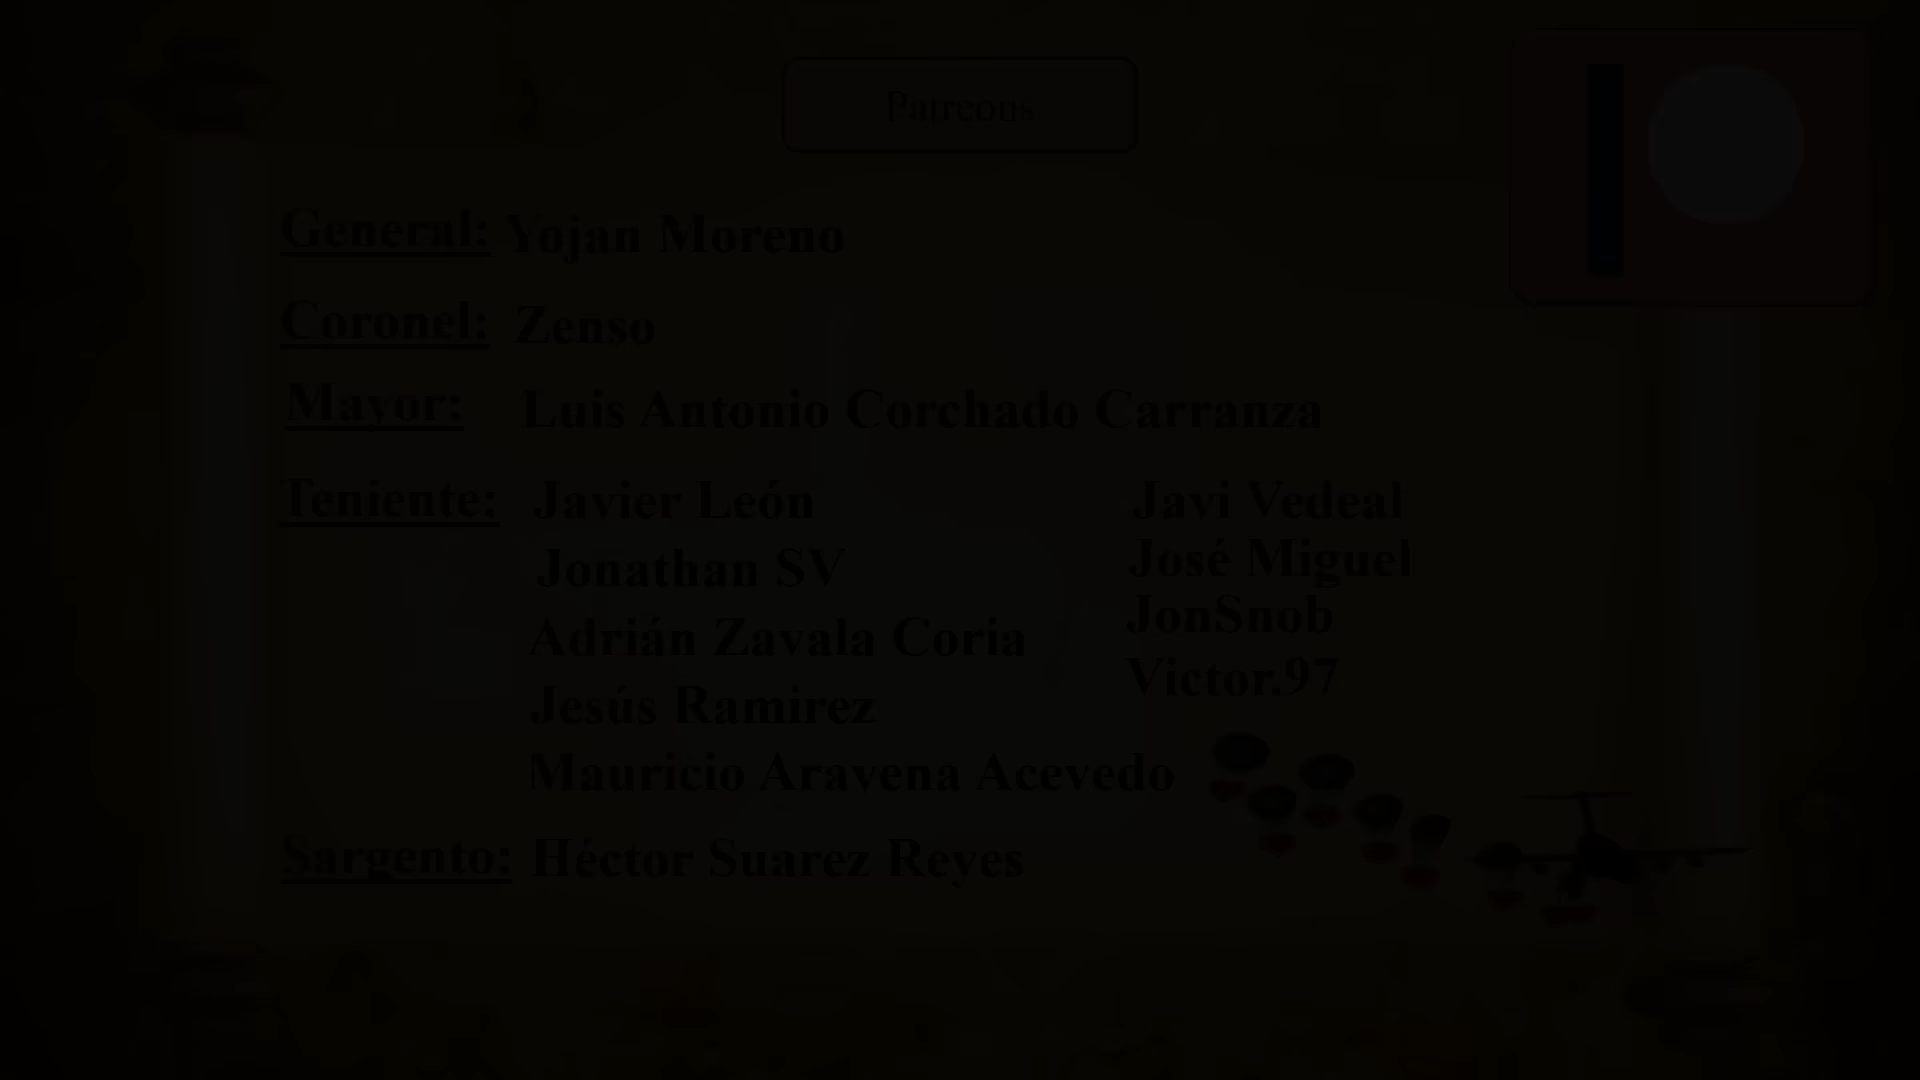 Patreons
General: Yojan Moreno
Coronel: Zenso
Mayor: Luis Antonio Corchado Carranza
Teniente: Javier León
Jonathan SV
Adrián Zavala Coria
Jesús Ramirez
Mauricio Aravena Acevedo
Javi Vedeal
José Miguel
JonSnob
Victor.97
Sargento: Héctor Suarez Reyes